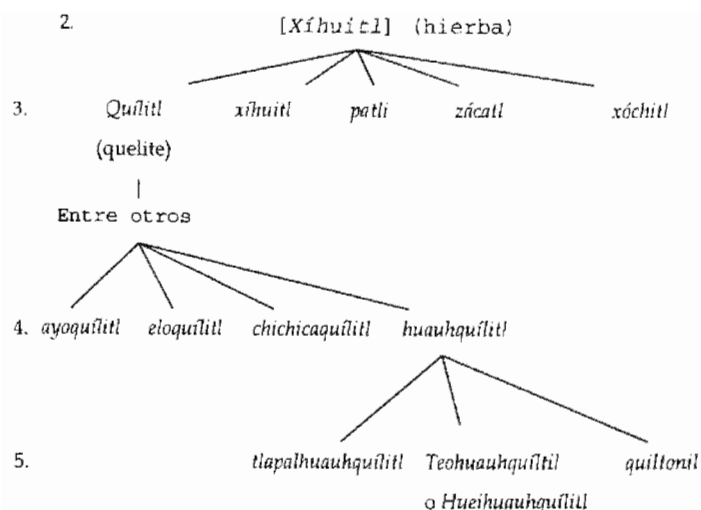 2. [Xíhuitl] (hierba)
3. Quílitl xíhuitl patli zácatl xóchitl
(quelite)
Entre otros
4. ayoquílitl eloquílitl chichicaquílitl huauhquílitl
5. tlapalhuauhquílitl Teohuauhquíltil quiltonil
o Hueihuauhquílitl